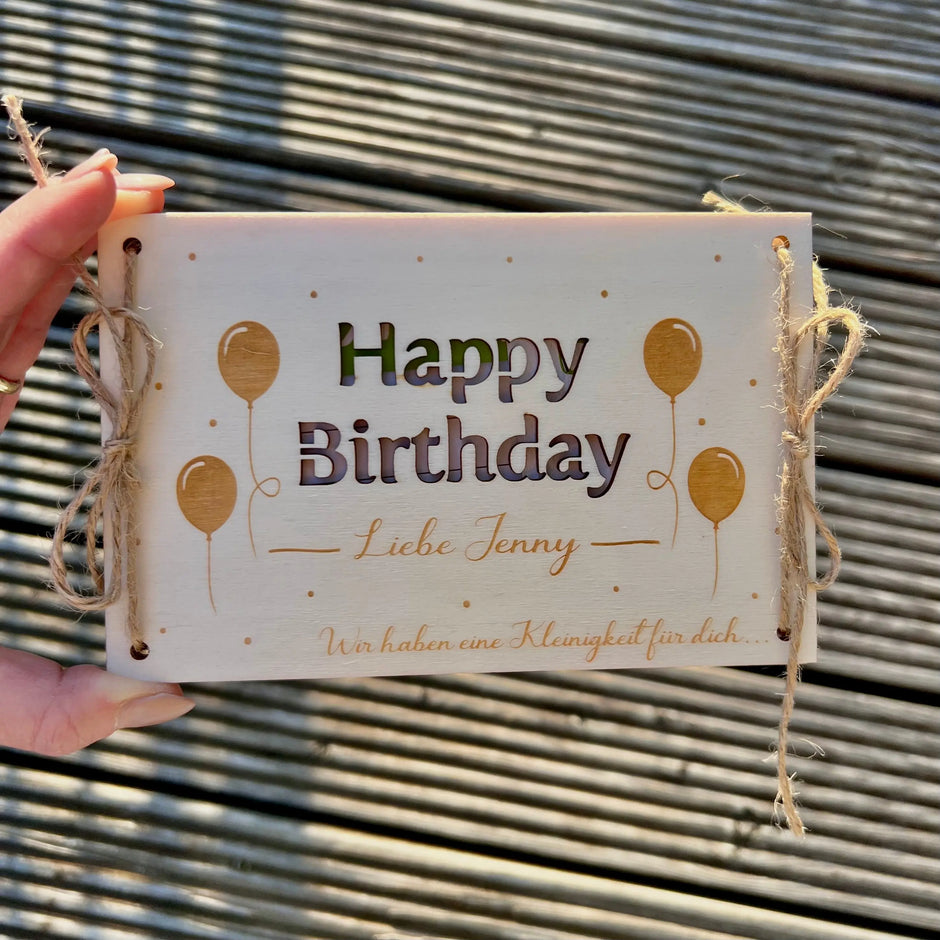 Happy
Birthday
Liebe Jenny
Wir haben eine Kleinigkeit für dich...